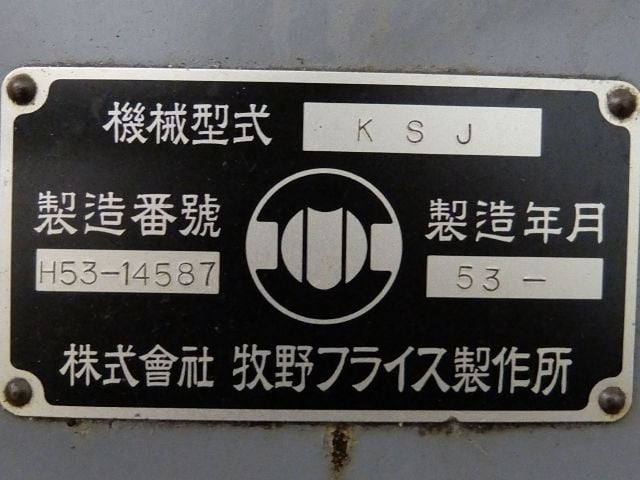 機械型式 KSJ
製造番號 製造年月
H53-14587 53-
株式會社 牧野フライス製作所